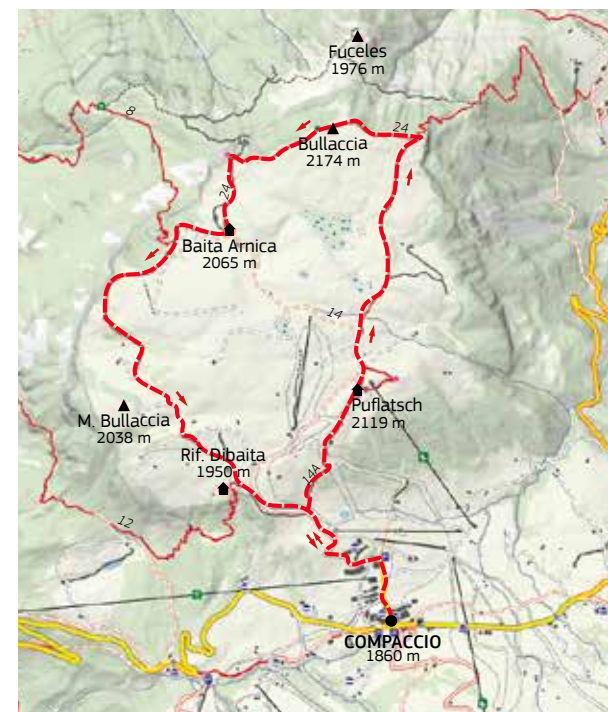 Fuceles
1976 m
8
24
Bullaccia
2174 m
24
Baita Arnica
2065 m
14
Puflatsch
2119 m
M. Bullaccia
2038 m
Rif. Dibaita
1950 m
14A
12
COMPACCIO
1860 m